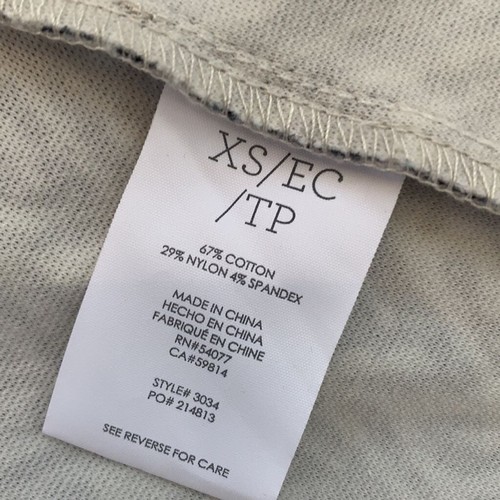 XS/EC
/TP
67% COTTON
29% NYLON 4% SPANDEX
MADE IN CHINA
HECHO EN CHINA
FABRIQUÉ EN CHINE
RN#54077
CA#59814
STYLE# 3034
PO# 214813
SEE REVERSE FOR CARE